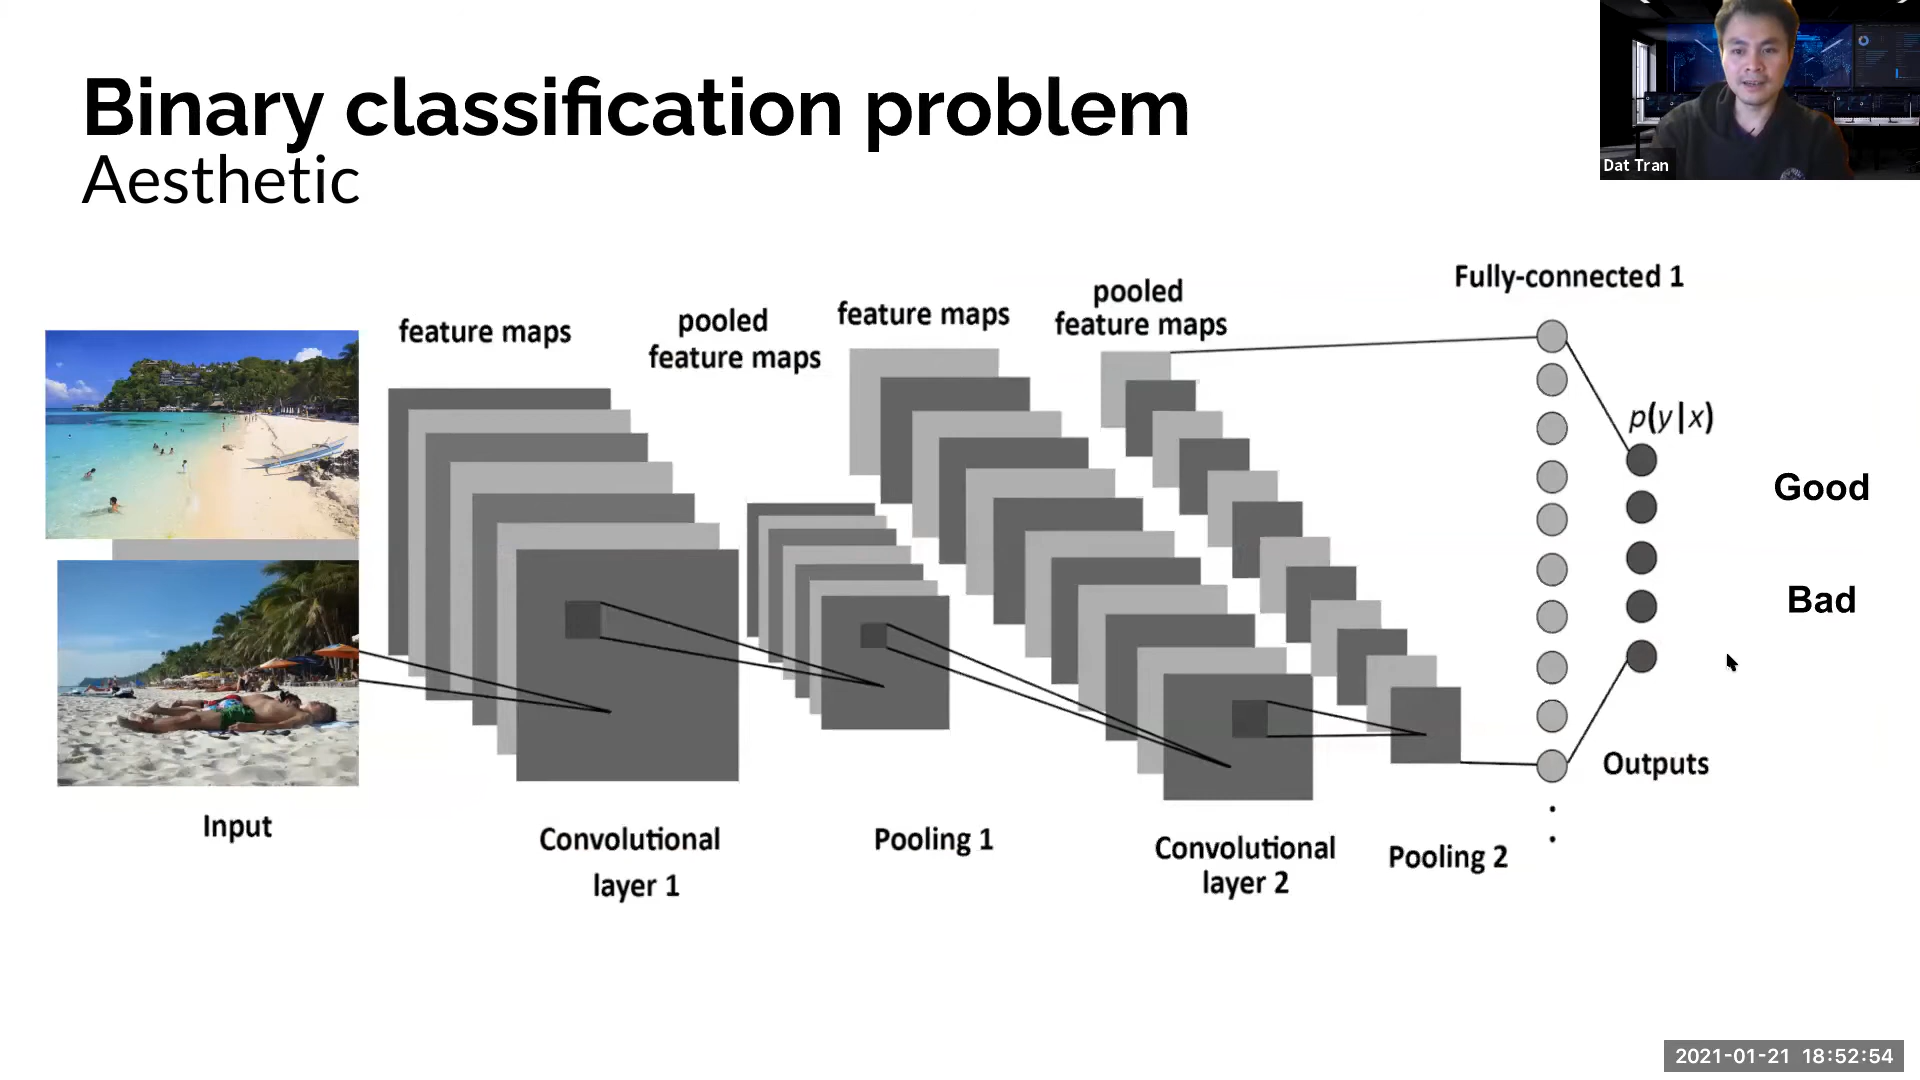 Binary classification problem
Aesthetic
Dat Tran
feature maps
pooled
feature maps
feature maps
pooled
feature maps
Fully-connected 1
p(y|x)
Good
Bad
Outputs
Input
Convolutional
layer 1
Pooling 1
Convolutional
layer 2
Pooling 2
2021-01-21 18:52:54